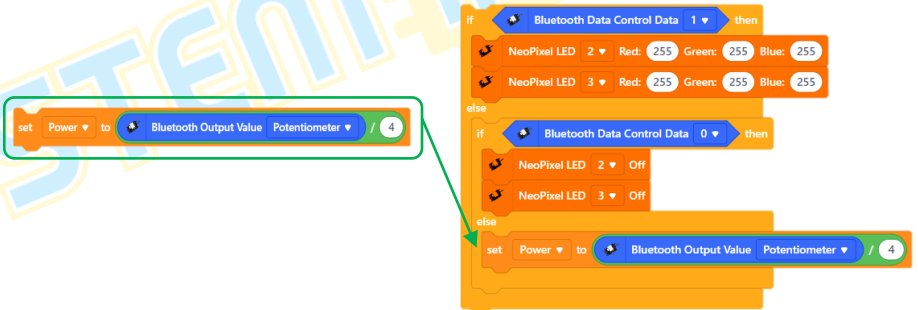 if Bluetooth Data Control Data 1 then
NeoPixel LED 2 Red: 255 Green: 255 Blue: 255
NeoPixel LED 3 Red: 255 Green: 255 Blue: 255
else
set Power to Bluetooth Output Value Potentiometer / 4
if Bluetooth Data Control Data 0 then
NeoPixel LED 2 Off
NeoPixel LED 3 Off
else
set Power to Bluetooth Output Value Potentiometer / 4